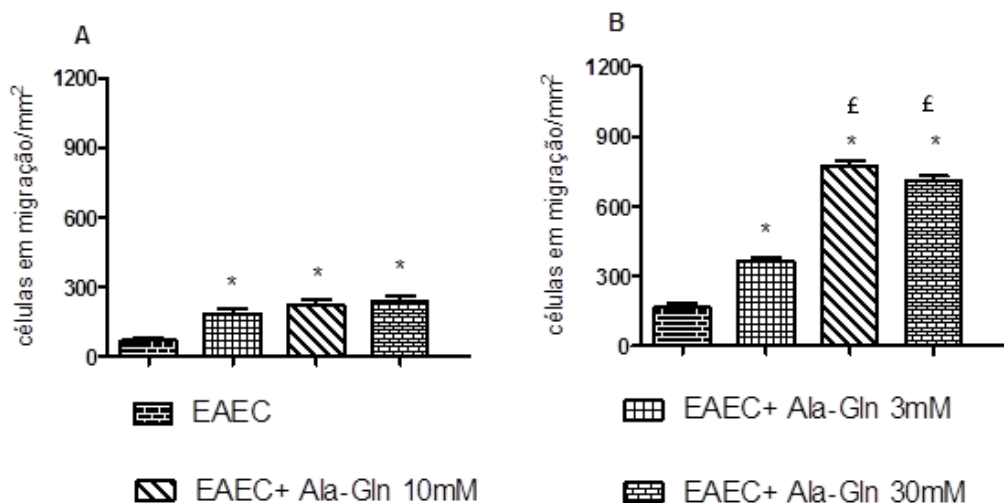 A
células em migração/mm²
1200
900
600
300
0
*
*
*
B
células em migração/mm²
1200
900
600
300
0
*
£
*
£
*
EAEC
EAEC+ Ala-Gln 3mM
EAEC+ Ala-Gln 10mM
EAEC+ Ala-Gln 30mM